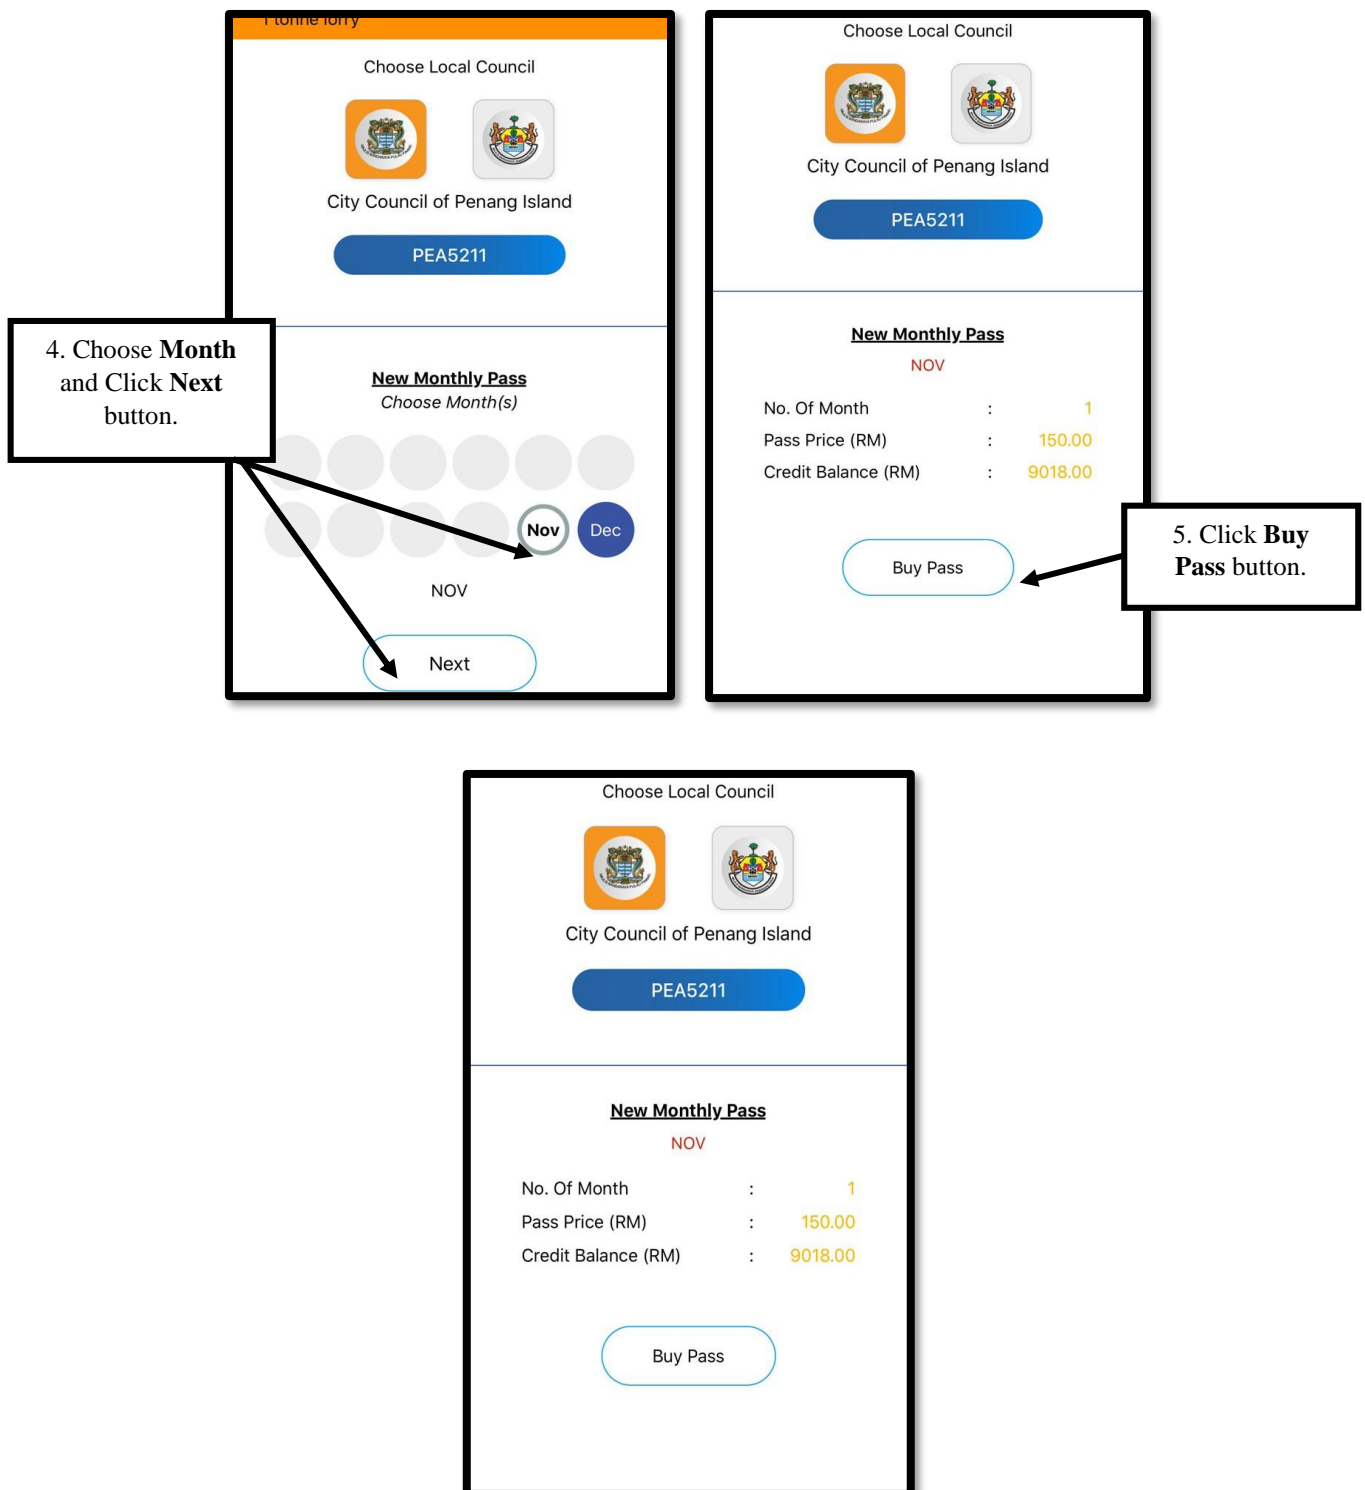 1 tonne lorry
Choose Local Council
City Council of Penang Island
PEA5211
4. Choose Month
and Click Next
button.
New Monthly Pass
Choose Month(s)
Nov
Dec
NOV
Next
Choose Local Council
City Council of Penang Island
PEA5211
New Monthly Pass
NOV
No. Of Month : 1
Pass Price (RM) : 150.00
Credit Balance (RM) : 9018.00
Buy Pass
5. Click Buy
Pass button.
Choose Local Council
City Council of Penang Island
PEA5211
New Monthly Pass
NOV
No. Of Month : 1
Pass Price (RM) : 150.00
Credit Balance (RM) : 9018.00
Buy Pass